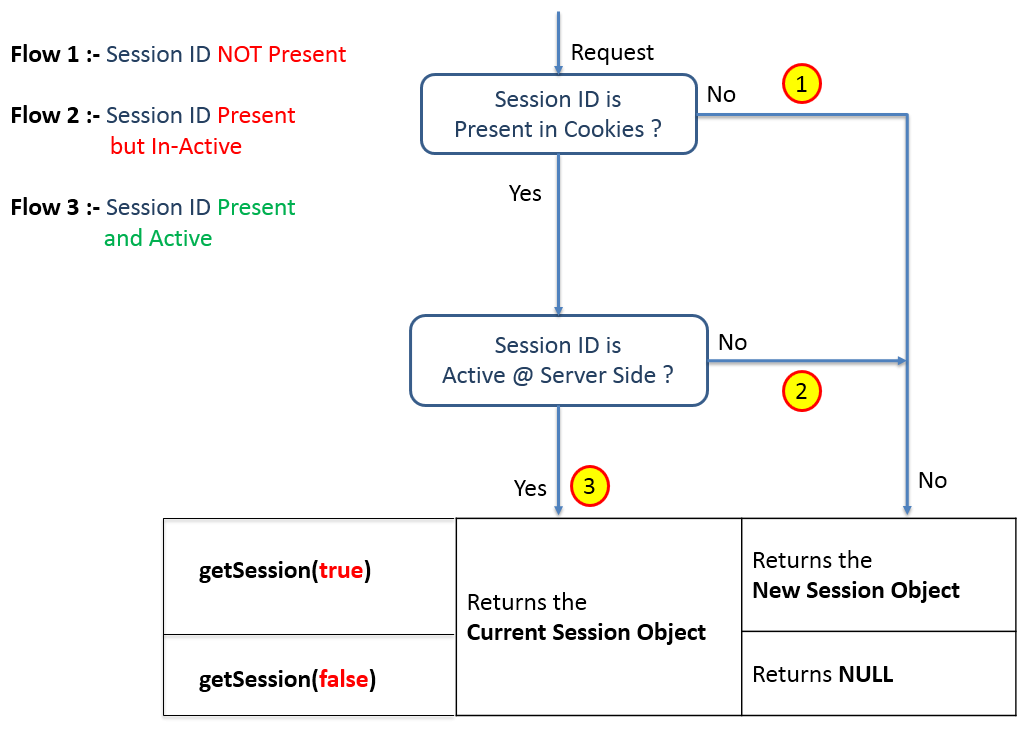 Flow 1 :- Session ID NOT Present
Flow 2 :- Session ID Present
but In-Active
Flow 3 :- Session ID Present
and Active
Request
Session ID is
Present in Cookies ?
No
1
Yes
Session ID is
Active @ Server Side ?
No
2
Yes
3
No
getSession(true)
getSession(false)
Returns the
Current Session Object
Returns the
New Session Object
Returns NULL